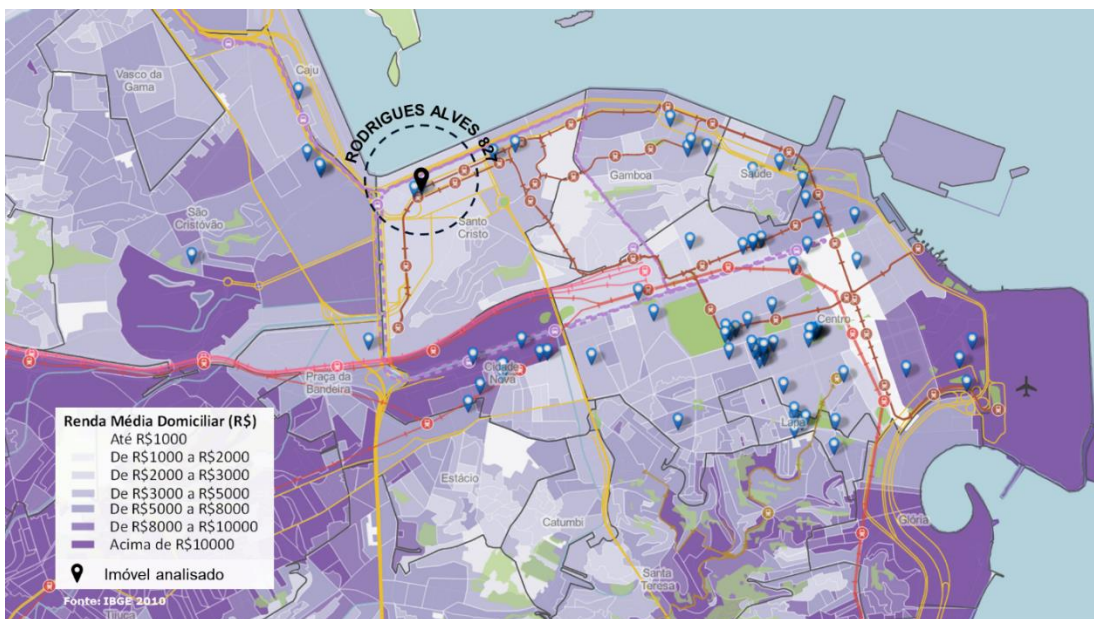 Vasco da
Gama
Caju
RODRIGUES ALVES 821
São
Cristóvão
Santo
Cristo
Gamboa
Saúde
Praça da
Bandeira
Cidade
Nova
Centro
Lapa
Estácio
Catumbi
Glória
Santa
Teresa
Tijuca
Renda Média Domiciliar (R$)
Até R$1000
De R$1000 a R$2000
De R$2000 a R$3000
De R$3000 a R$5000
De R$5000 a R$8000
De R$8000 a R$10000
Acima de R$10000
Imóvel analisado
Fonte: IBGE 2010